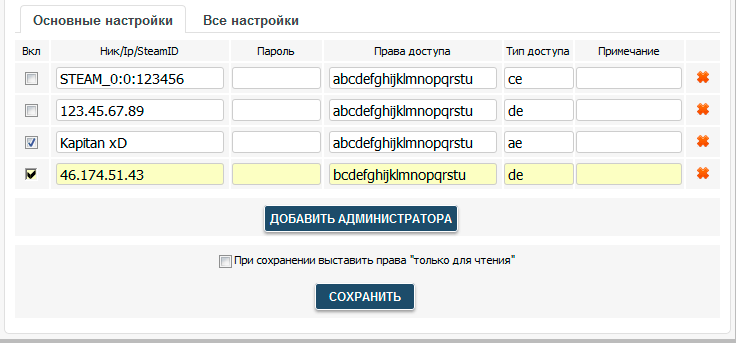 Основные настройки Все настройки
Вкл Ник/Ip/SteamID Пароль Права доступа Тип доступа Примечание
STEAM_0:0:123456 abcdefghijklmnopqrstu ce
123.45.67.89 abcdefghijklmnopqrstu de
Kapitan xD abcdefghijklmnopqrstu ae
46.174.51.43 bcdefghijklmnopqrstu de
ДОБАВИТЬ АДМИНИСТРАТОРА
При сохранении выставить права "только для чтения"
СОХРАНИТЬ